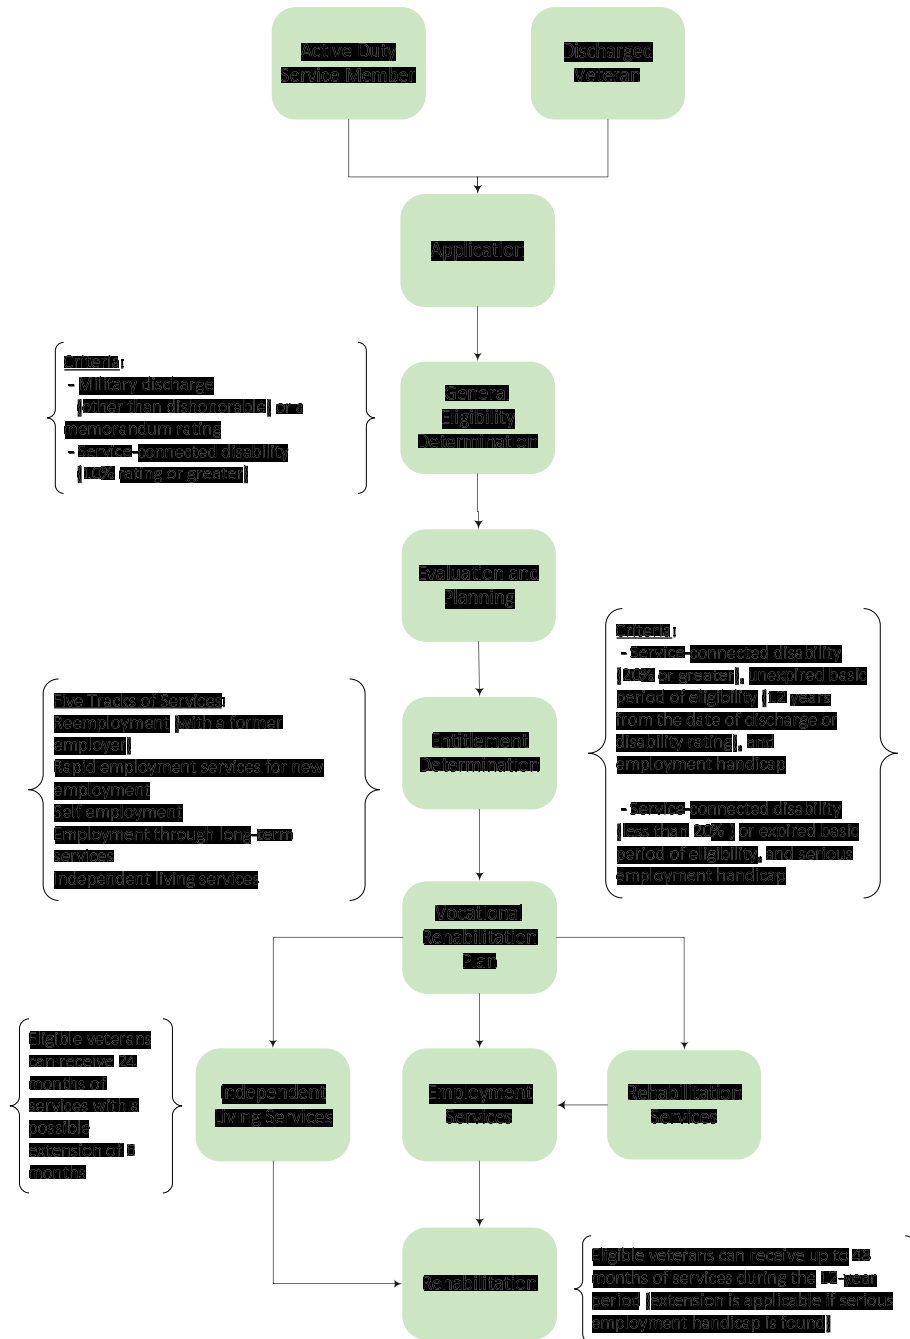 Active Duty
Service Member
Discharged
Veteran
Application
Criteria:
- Military discharge
(other than dishonorable) or a
memorandum rating
- Service-connected disability
(10% rating or greater)
General
Eligibility
Determination
Evaluation and
Planning
Criteria:
- Service-connected disability
(20% or greater), unexpired basic
period of eligibility (12 years
from the date of discharge or
disability rating), and
employment handicap
- Service-connected disability
(less than 20% ) or expired basic
period of eligibility, and serious
employment handicap
Five Tracks of Services:
Reemployment (with a former
employer)
Rapid employment services for new
employment
Self employment
Employment through long-term
services
Independent living services
Entitlement
Determination
Vocational
Rehabilitation
Plan
Eligible veterans
can receive 24
months of
services with a
possible
extension of 6
months
Independent
Living Services
Employment
Services
Rehabilitation
Services
Rehabilitation
Eligible veterans can receive up to 48
months of services during the 12-year
period (extension is applicable if serious
employment handicap is found)